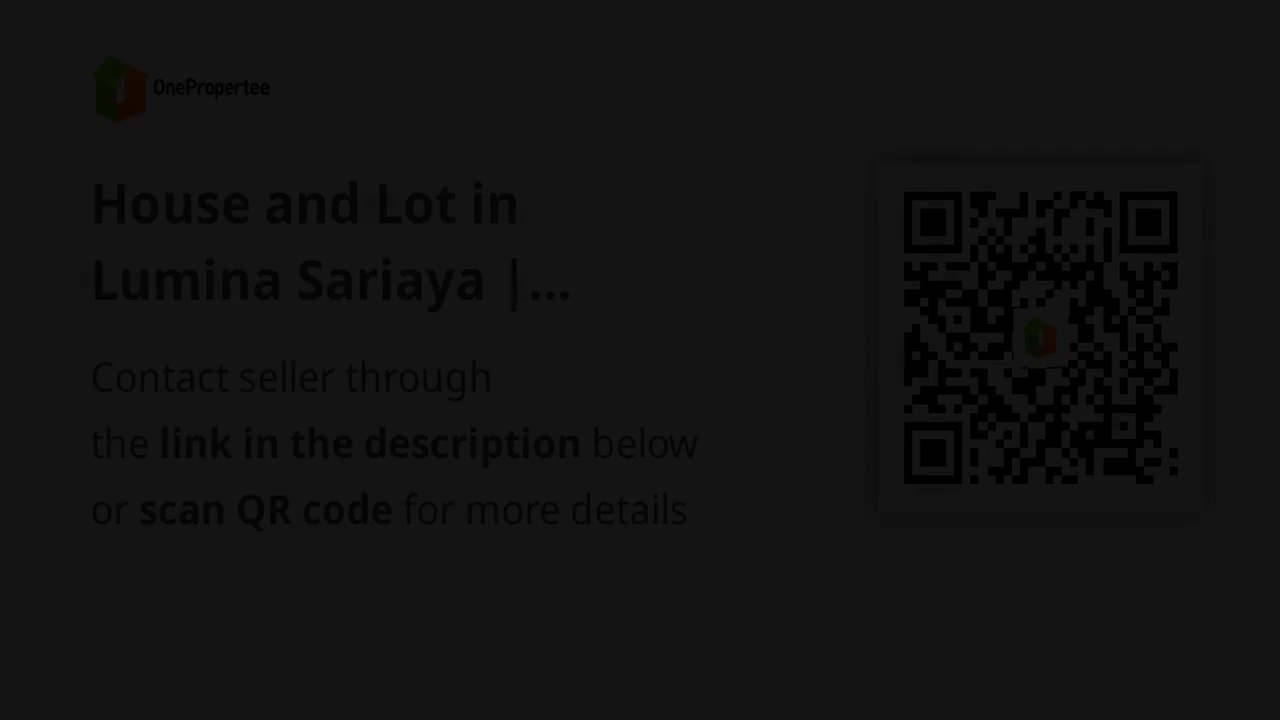 OnePropertee
House and Lot in
Lumina Sariaya |...
Contact seller through
the link in the description below
or scan QR code for more details